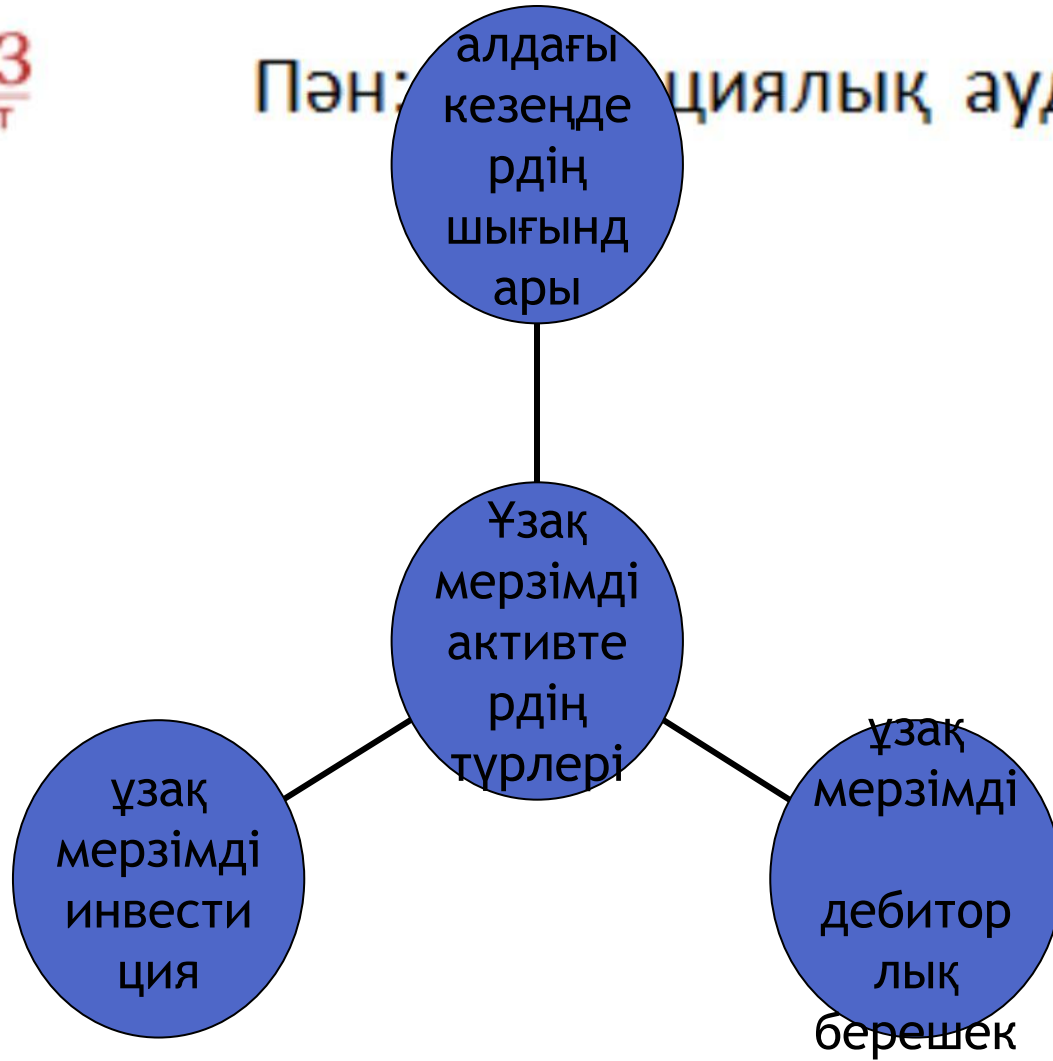 З
т
Пән: циялық ауд
алдағы
кезеңде
рдің
шығынд
ары
Ұзақ
мерзімді
активте
рдің
түрлері
ұзақ
мерзімді
инвести
ция
ұзақ
мерзімді
дебитор
лық
берешек